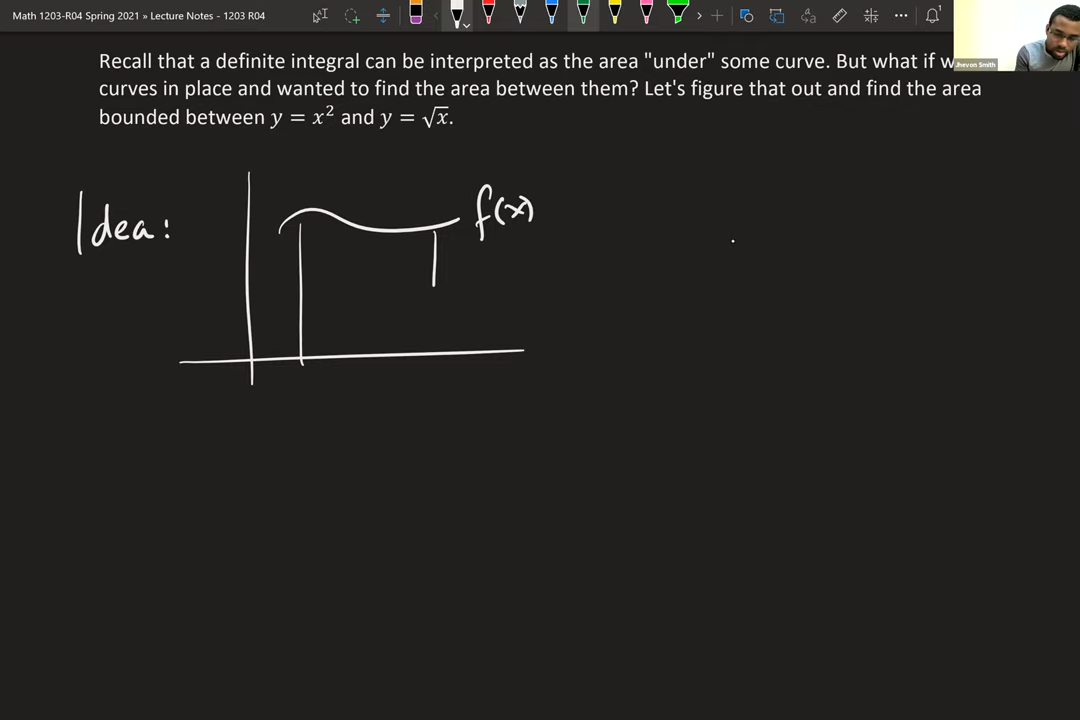 Math 1203-R04 Spring 2021 » Lecture Notes - 1203 R04
Recall that a definite integral can be interpreted as the area "under" some curve. But what if w
curves in place and wanted to find the area between them? Let's figure that out and find the area
bounded between y = x² and y = √x.
Idea:
f(x)
Jhevon Smith